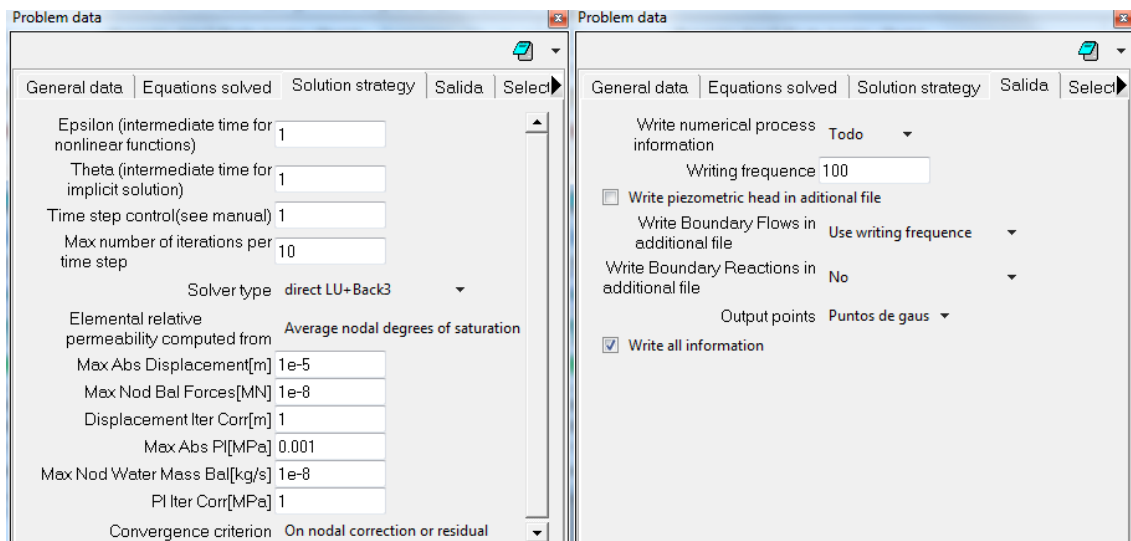 Problem data
General data Equations solved Solution strategy Salida Select
Epsilon (intermediate time for
nonlinear functions) 1
Theta (intermediate time for
implicit solution) 1
Time step control(see manual) 1
Max number of iterations per
time step 10
Solver type direct LU+Back3
Elemental relative
permeability computed from Average nodal degrees of saturation
Max Abs Displacement[m] 1e-5
Max Nod Bal Forces[MN] 1e-8
Displacement Iter Corr[m] 1
Max Abs Pl[MPa] 0.001
Max Nod Water Mass Bal[kg/s] 1e-8
Pl Iter Corr[MPa] 1
Convergence criterion On nodal correction or residual
Problem data
General data Equations solved Solution strategy Salida Select
Write numerical process
information Todo
Writing frequence 100
Write piezometric head in aditional file
Write Boundary Flows in
additional file Use writing frequence
Write Boundary Reactions in
additional file No
Output points Puntos de gaus
Write all information